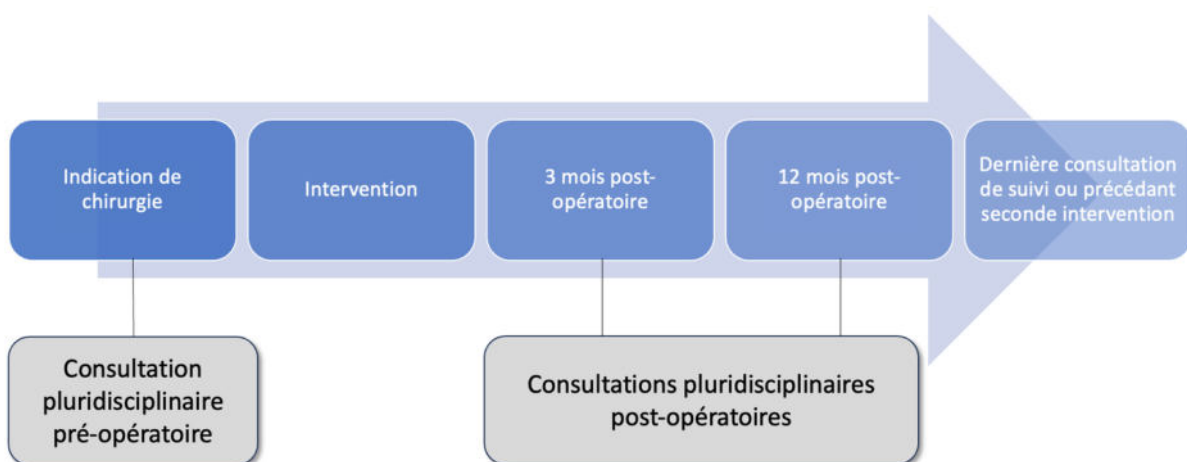 Indication de
chirurgie
Intervention
3 mois post-
opératoire
12 mois post-
opératoire
Dernière consultation
de suivi ou précédant
seconde intervention
Consultation
pluridisciplinaire
pré-opératoire
Consultations pluridisciplinaires
post-opératoires